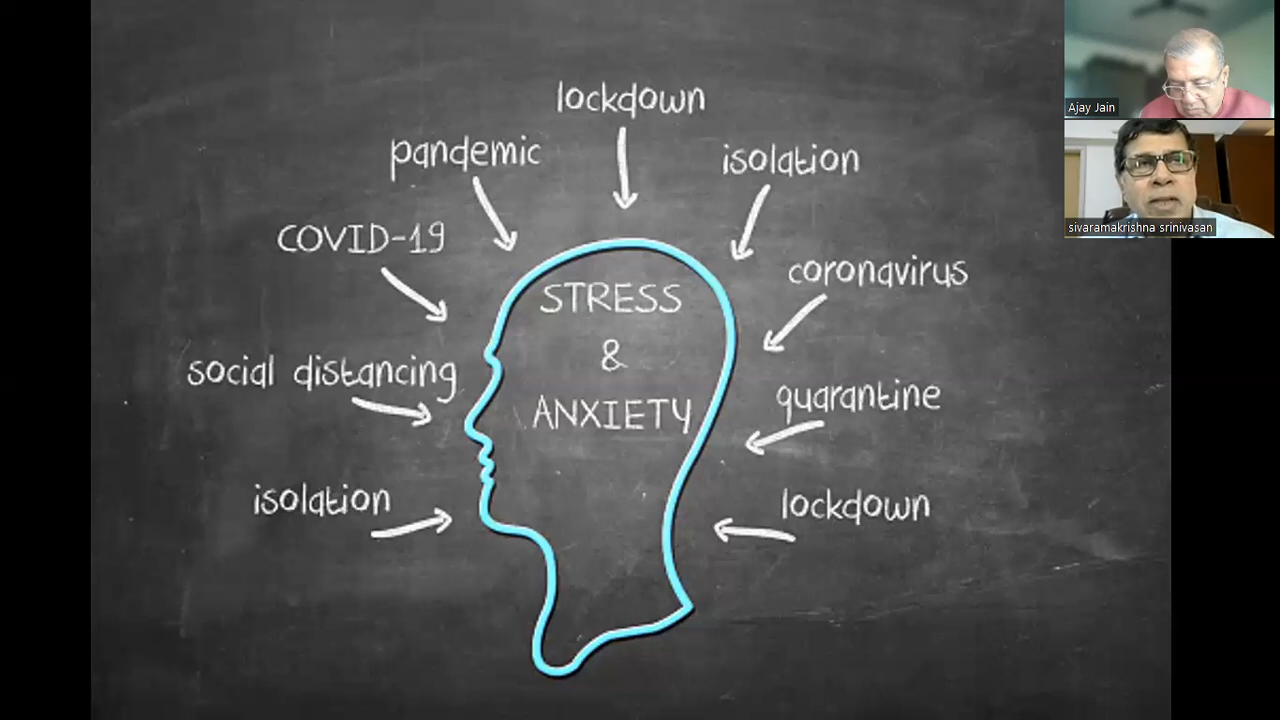 lockdown
pandemic
isolation
COVID-19
coronavirus
STRESS
&
ANXIETY
social distancing
quarantine
isolation
lockdown
Ajay Jain
sivaramakrishna srinivasan